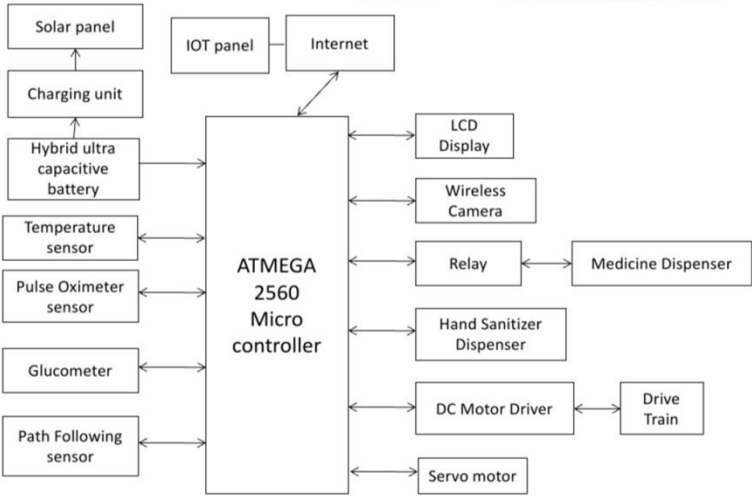 Solar panel
IOT panel
Internet
Charging unit
Hybrid ultra
capacitive
battery
Temperature
sensor
Pulse Oximeter
sensor
Glucometer
Path Following
sensor
ATMEGA
2560
Micro
controller
LCD
Display
Wireless
Camera
Relay
Medicine Dispenser
Hand Sanitizer
Dispenser
DC Motor Driver
Drive
Train
Servo motor